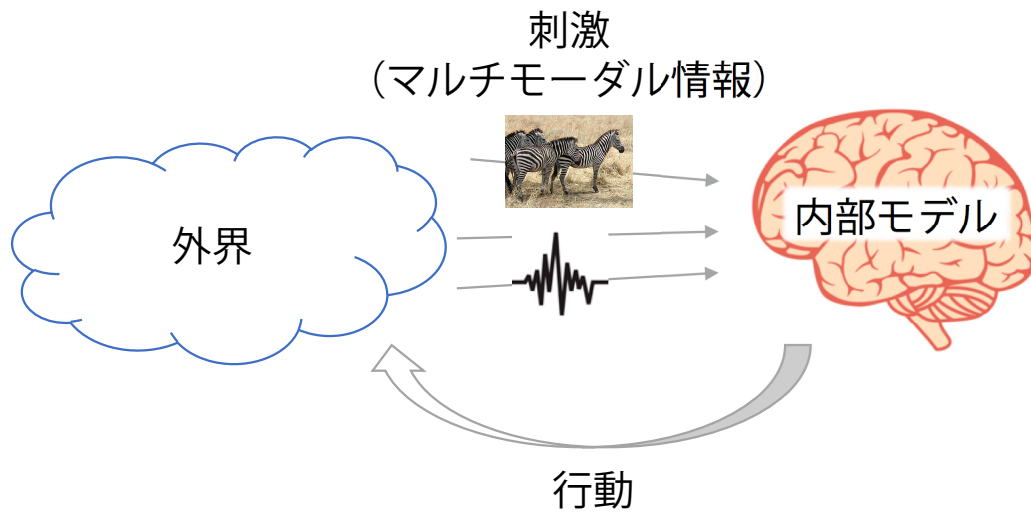 刺激
（マルチモーダル情報）
外界
内部モデル
行動